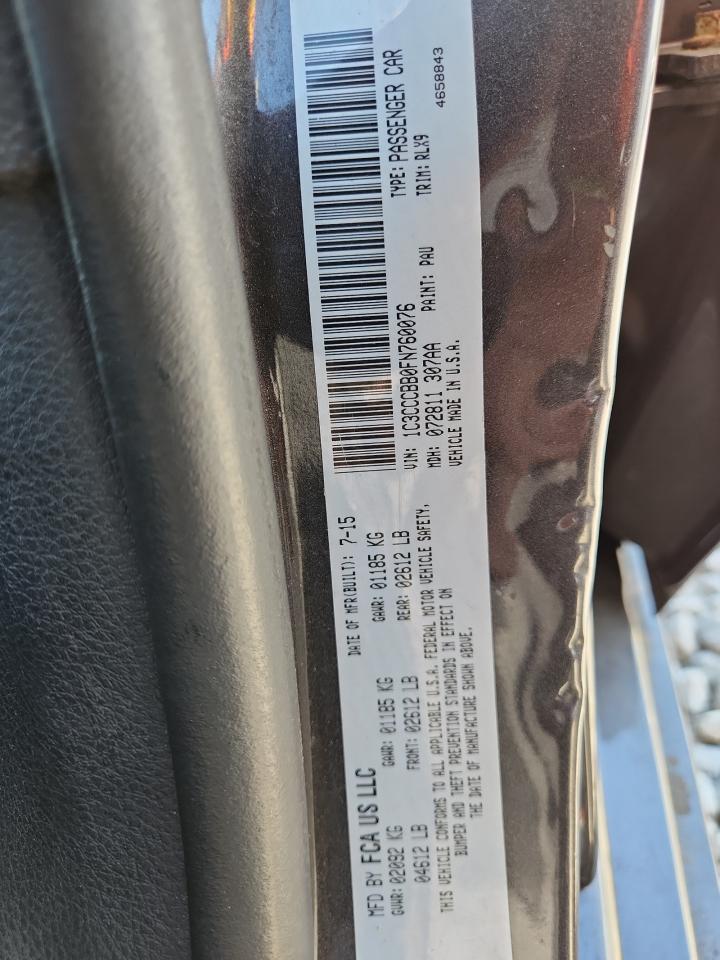 MFD BY FCA US LLC
DATE OF MFR(BUILT): 7-15
GVWR: 02092 KG GAWR: 01185 KG GAWR: 01185 KG
04612 LB FRONT: 02612 LB REAR: 02612 LB
THIS VEHICLE CONFORMS TO ALL APPLICABLE U.S.A. FEDERAL MOTOR VEHICLE SAFETY,
BUMPER AND THEFT PREVENTION STANDARDS IN EFFECT ON
THE DATE OF MANUFACTURE SHOWN ABOVE.
VIN: 1C3CCCBB0FN760076 TYPE: PASSENGER CAR
MDH: 072811 307AA PAINT: PAU TRIM: RLX9
VEHICLE MADE IN U.S.A. 4658843